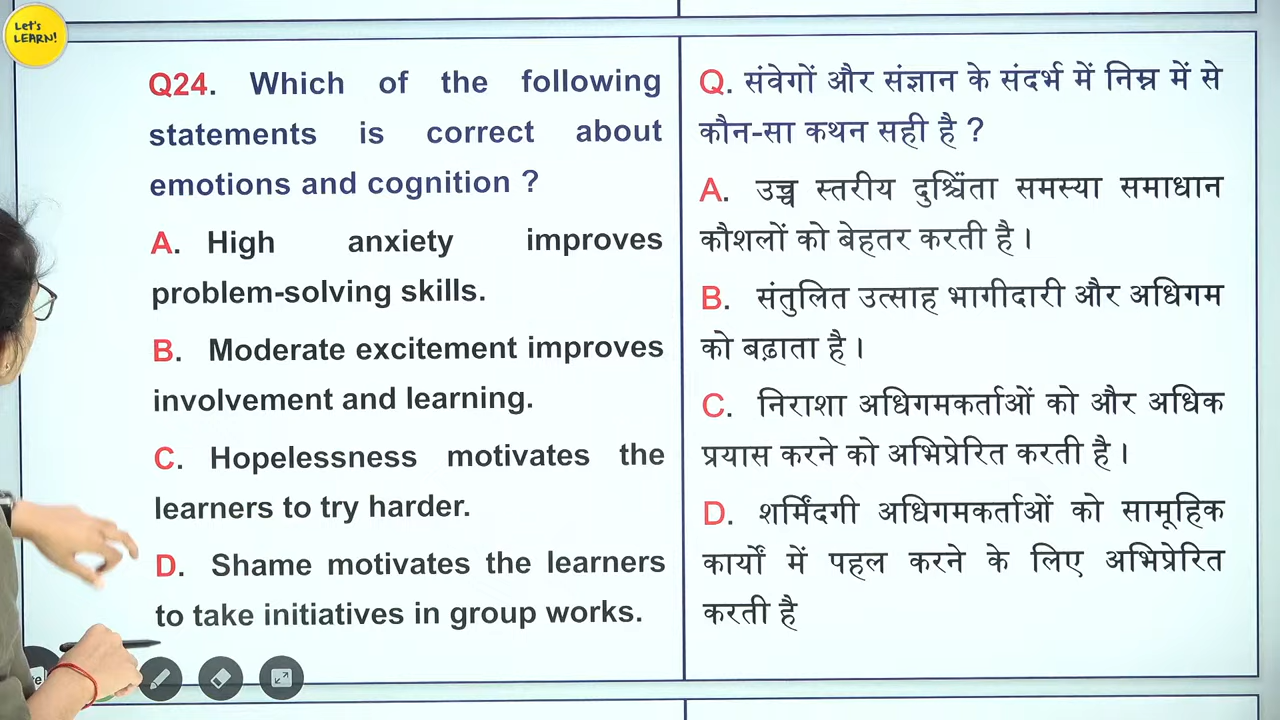 Let's
LEARN!
Q24. Which of the following
statements is correct about
emotions and cognition ?
A. High anxiety improves
problem-solving skills.
B. Moderate excitement improves
involvement and learning.
C. Hopelessness motivates the
learners to try harder.
D. Shame motivates the learners
to take initiatives in group works.
Q. संवेगों और संज्ञान के संदर्भ में निम्न में से
कौन-सा कथन सही है ?
A. उच्च स्तरीय दुश्चिंता समस्या समाधान
कौशलों को बेहतर करती है ।
B. संतुलित उत्साह भागीदारी और अधिगम
को बढ़ाता है ।
C. निराशा अधिगमकर्ताओं को और अधिक
प्रयास करने को अभिप्रेरित करती है ।
D. शर्मिंदगी अधिगमकर्ताओं को सामूहिक
कार्यों में पहल करने के लिए अभिप्रेरित
करती है